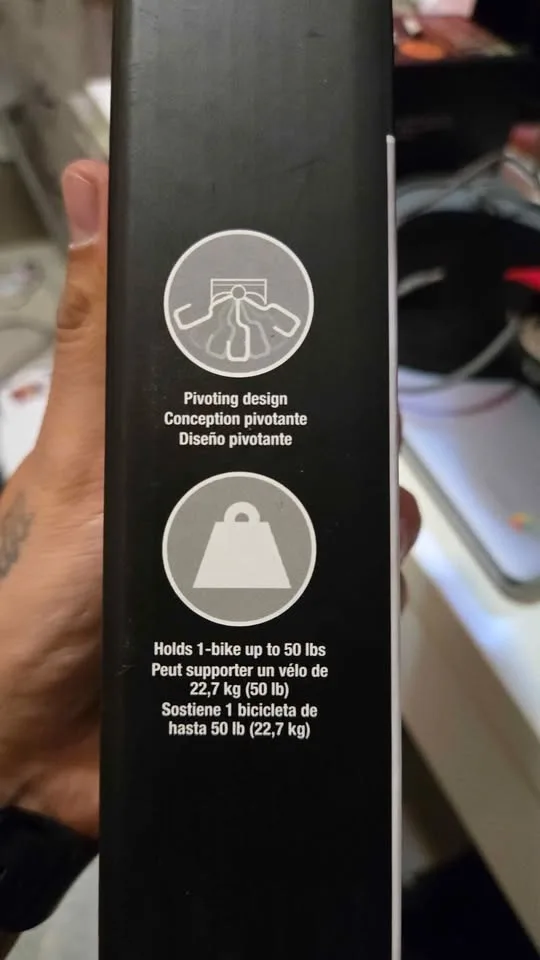 Pivoting design
Conception pivotante
Diseño pivotante
Holds 1-bike up to 50 lbs
Peut supporter un vélo de
22,7 kg (50 lb)
Sostiene 1 bicicleta de
hasta 50 lb (22,7 kg)